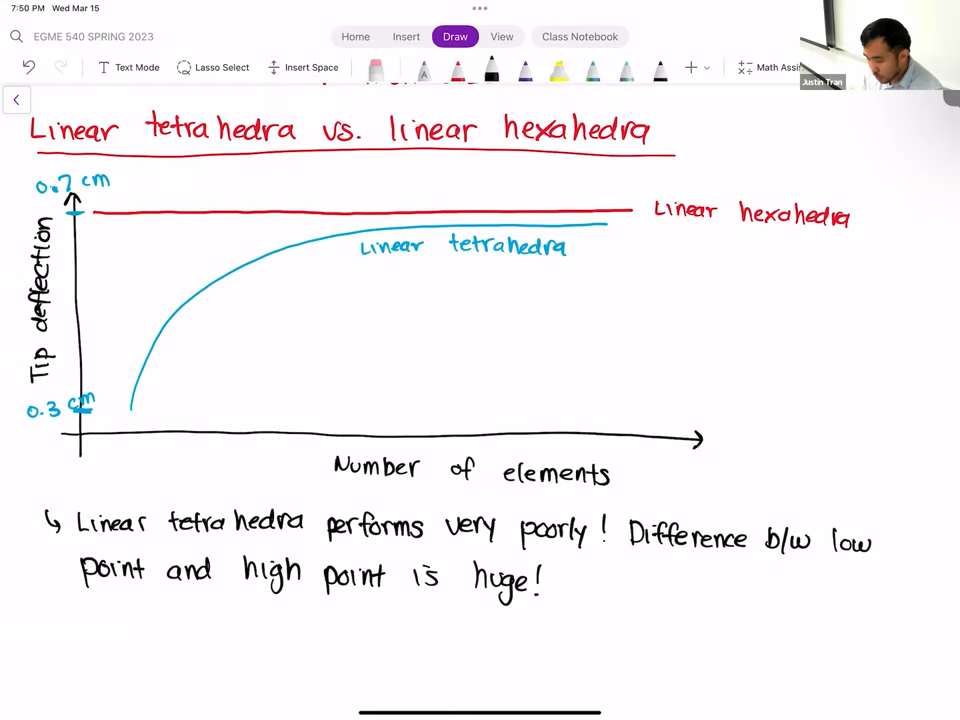 7:50 PM Wed Mar 15
EGME 540 SPRING 2023
Home Insert Draw View Class Notebook
Text Mode Lasso Select Insert Space Math Assis
Justin Tran
Linear tetrahedra vs. linear hexahedra
0.7 cm
Linear hexahedra
Linear tetrahedra
Tip deflection
0.3 cm
Number of elements
↳ Linear tetrahedra performs very poorly! Difference b/w low
point and high point is huge!